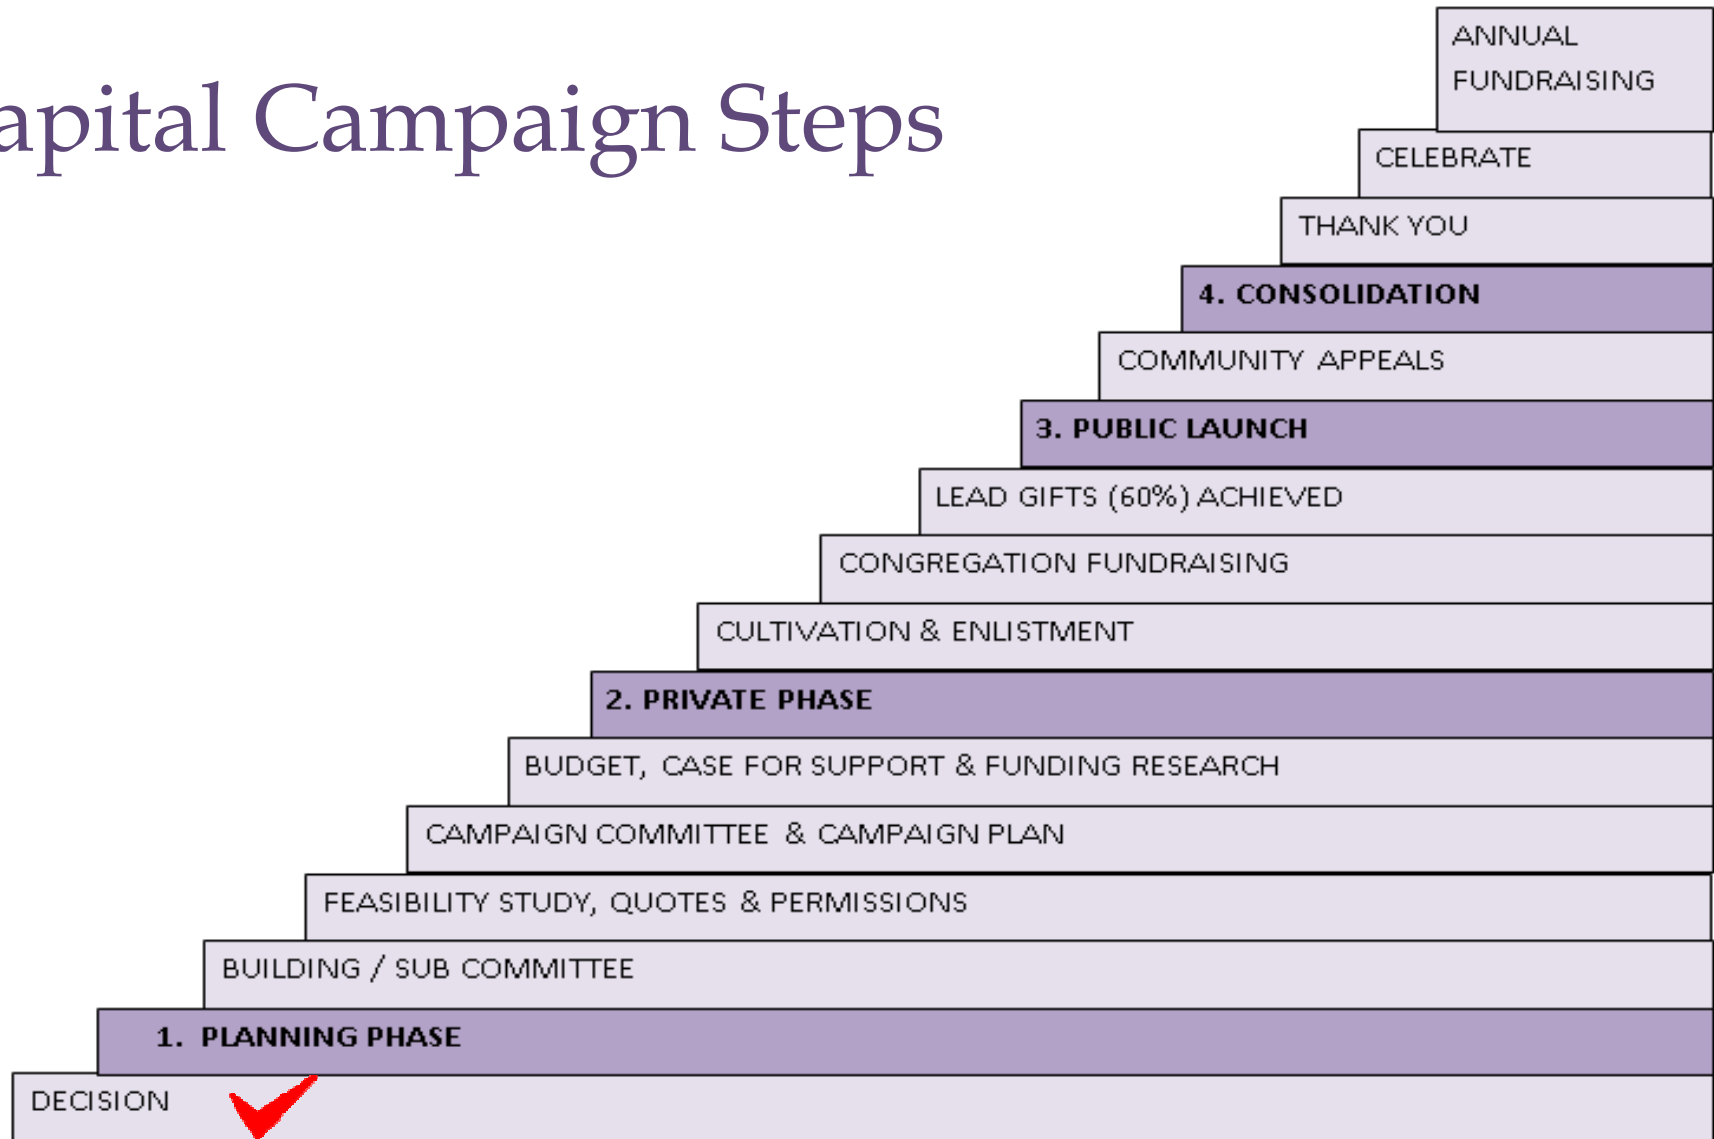 apital Campaign Steps
ANNUAL
FUNDRAISING
CELEBRATE
THANK YOU
4. CONSOLIDATION
COMMUNITY APPEALS
3. PUBLIC LAUNCH
LEAD GIFTS (60%) ACHIEVED
CONGREGATION FUNDRAISING
CULTIVATION & ENLISTMENT
2. PRIVATE PHASE
BUDGET, CASE FOR SUPPORT & FUNDING RESEARCH
CAMPAIGN COMMITTEE & CAMPAIGN PLAN
FEASIBILITY STUDY, QUOTES & PERMISSIONS
BUILDING / SUB COMMITTEE
1. PLANNING PHASE
DECISION